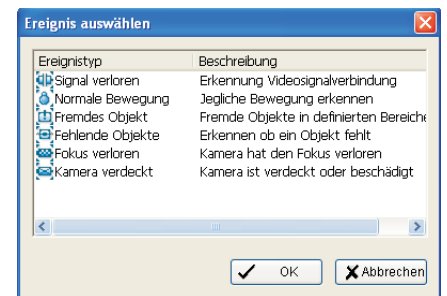 Ereignis auswählen
Ereignistyp Beschreibung
Signal verloren Erkennung Videosignalverbindung
Normale Bewegung Jegliche Bewegung erkennen
Fremdes Objekt Fremde Objekte in definierten Bereiche
Fehlende Objekte Erkennen ob ein Objekt fehlt
Fokus verloren Kamera hat den Fokus verloren
Kamera verdeckt Kamera ist verdeckt oder beschädigt
OK Abbrechen